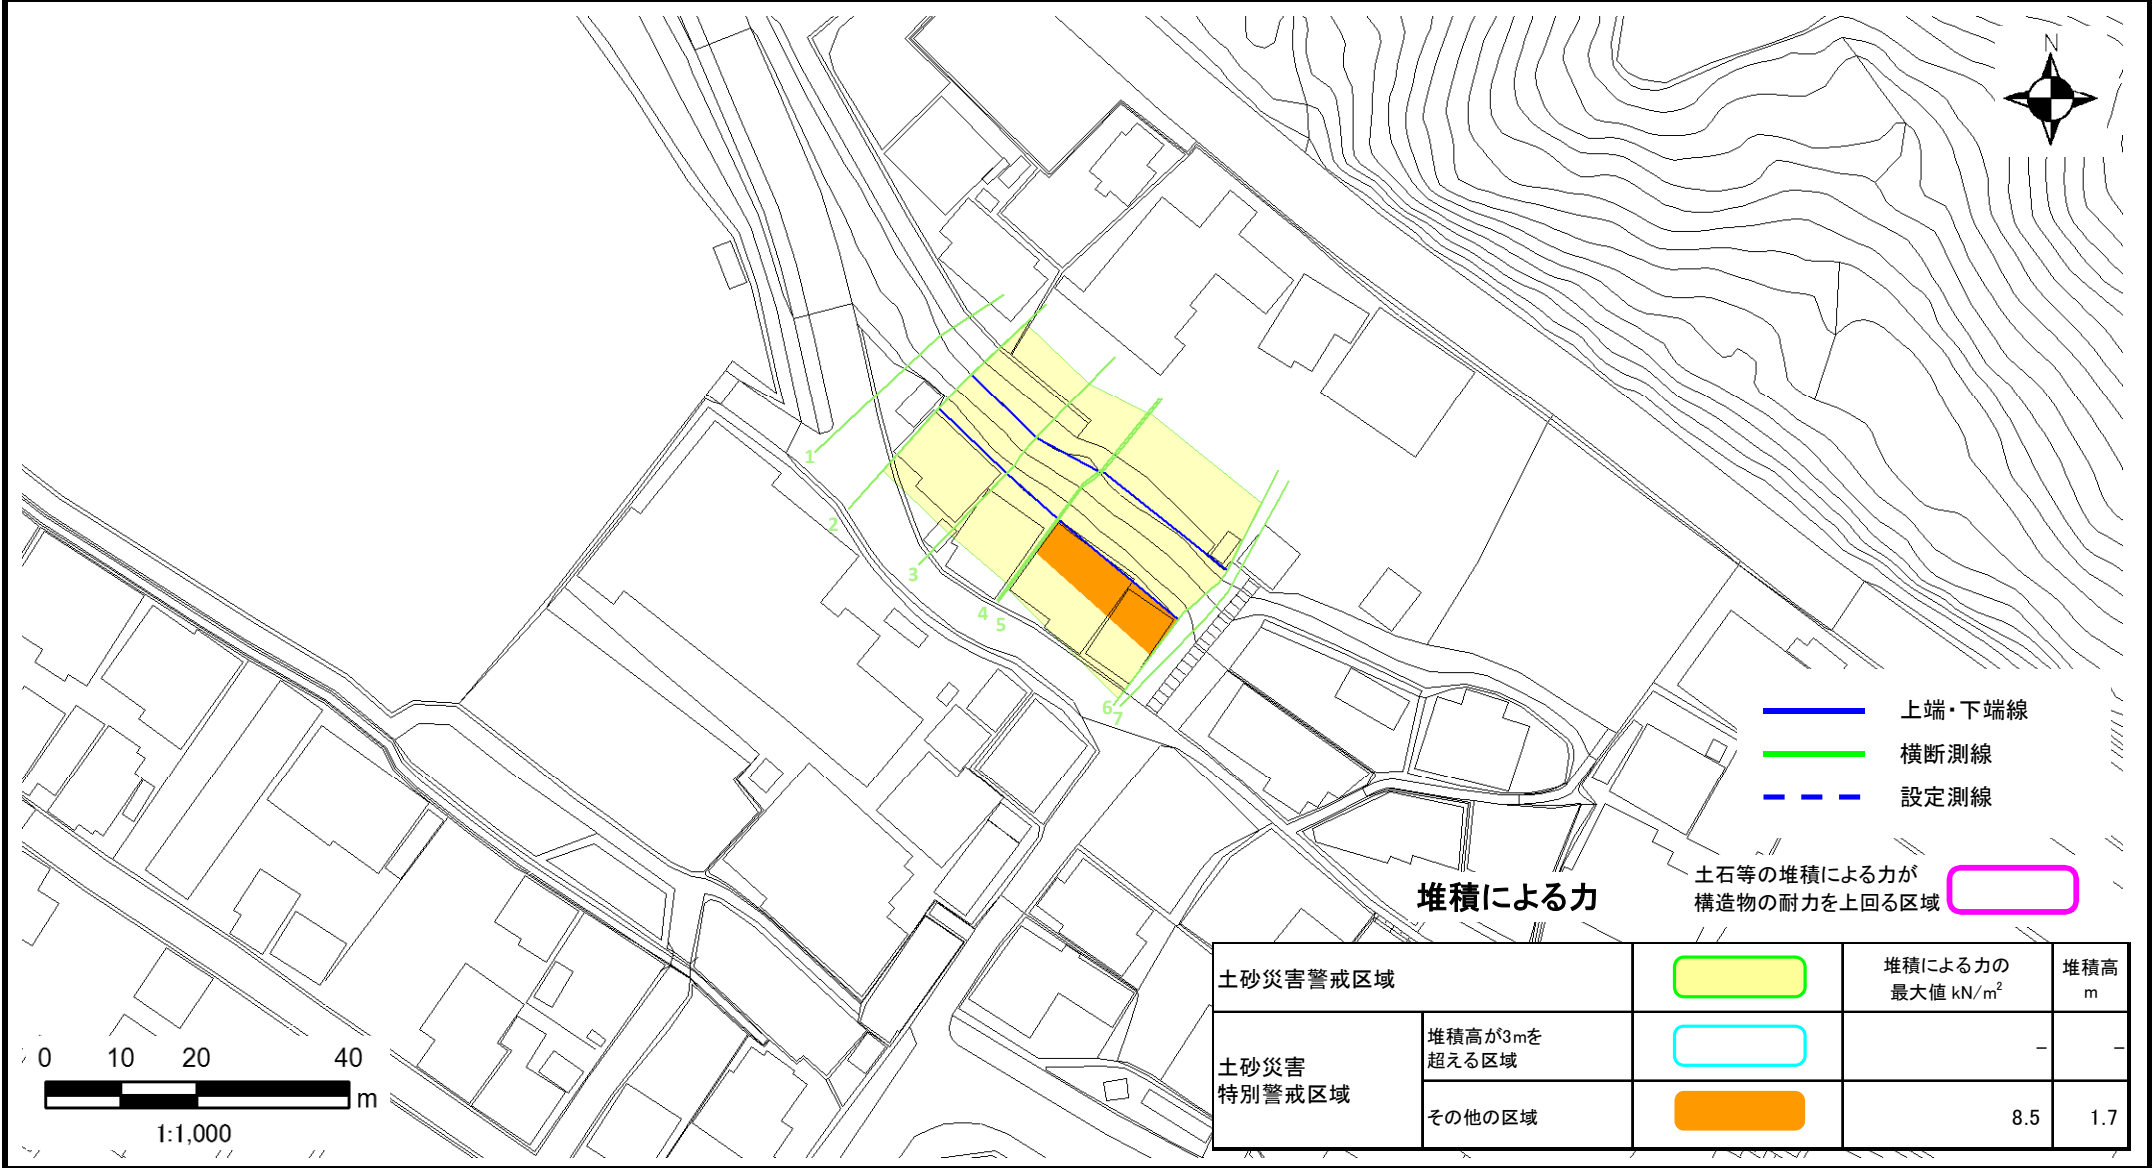 N
1
2
3
4
5
6
7
上端・下端線
横断測線
設定測線
堆積による力
土石等の堆積による力が
構造物の耐力を上回る区域
土砂災害警戒区域
堆積による力の
最大値 kN/m²
堆積高
m
土砂災害
特別警戒区域
堆積高が3mを
超える区域
－
－
その他の区域
8.5
1.7
0 10 20 40
m
1:1,000